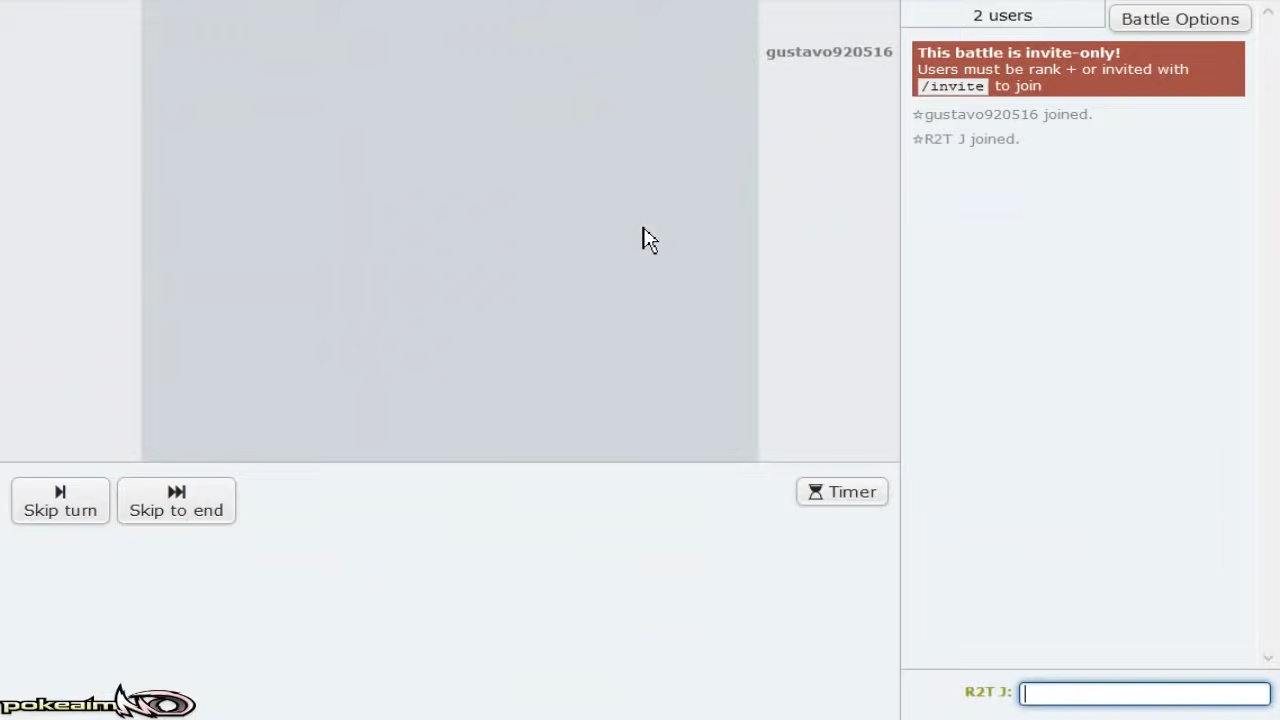 2 users
Battle Options
gustavo920516
This battle is invite-only!
Users must be rank + or invited with
/invite to join
☆gustavo920516 joined.
☆R2T J joined.
Skip turn
Skip to end
Timer
R2T J:
pokeaimMD